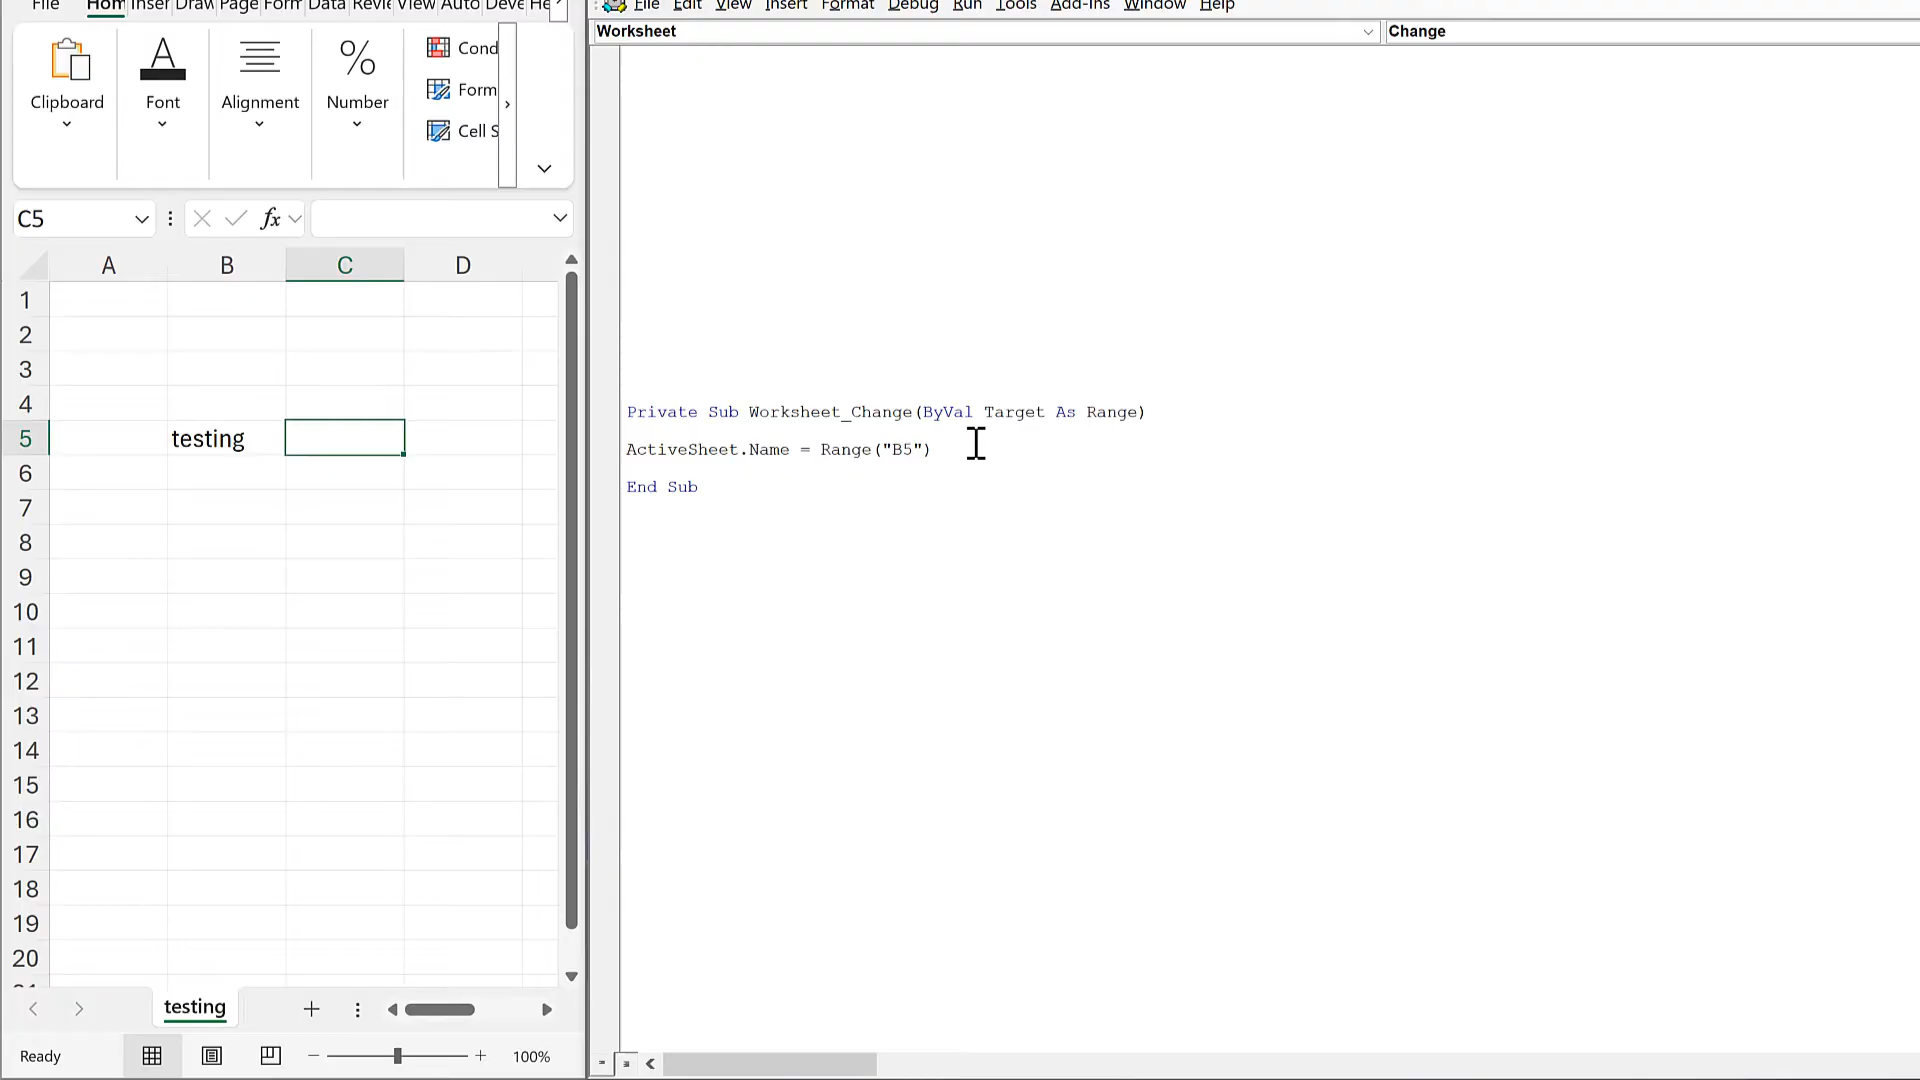 File Hom Inser Draw Page Form Data Revie View Auto Deve He
Clipboard
Font
Alignment
Number
Cond
Form
Cell S
C5
fx
A B C D
1
2
3
4
5 testing
6
7
8
9
10
11
12
13
14
15
16
17
18
19
20
testing
Ready
100%
File Edit View Insert Format Debug Run Tools Add-Ins Window Help
Worksheet
Change
Private Sub Worksheet_Change(ByVal Target As Range)
ActiveSheet.Name = Range("B5")
End Sub